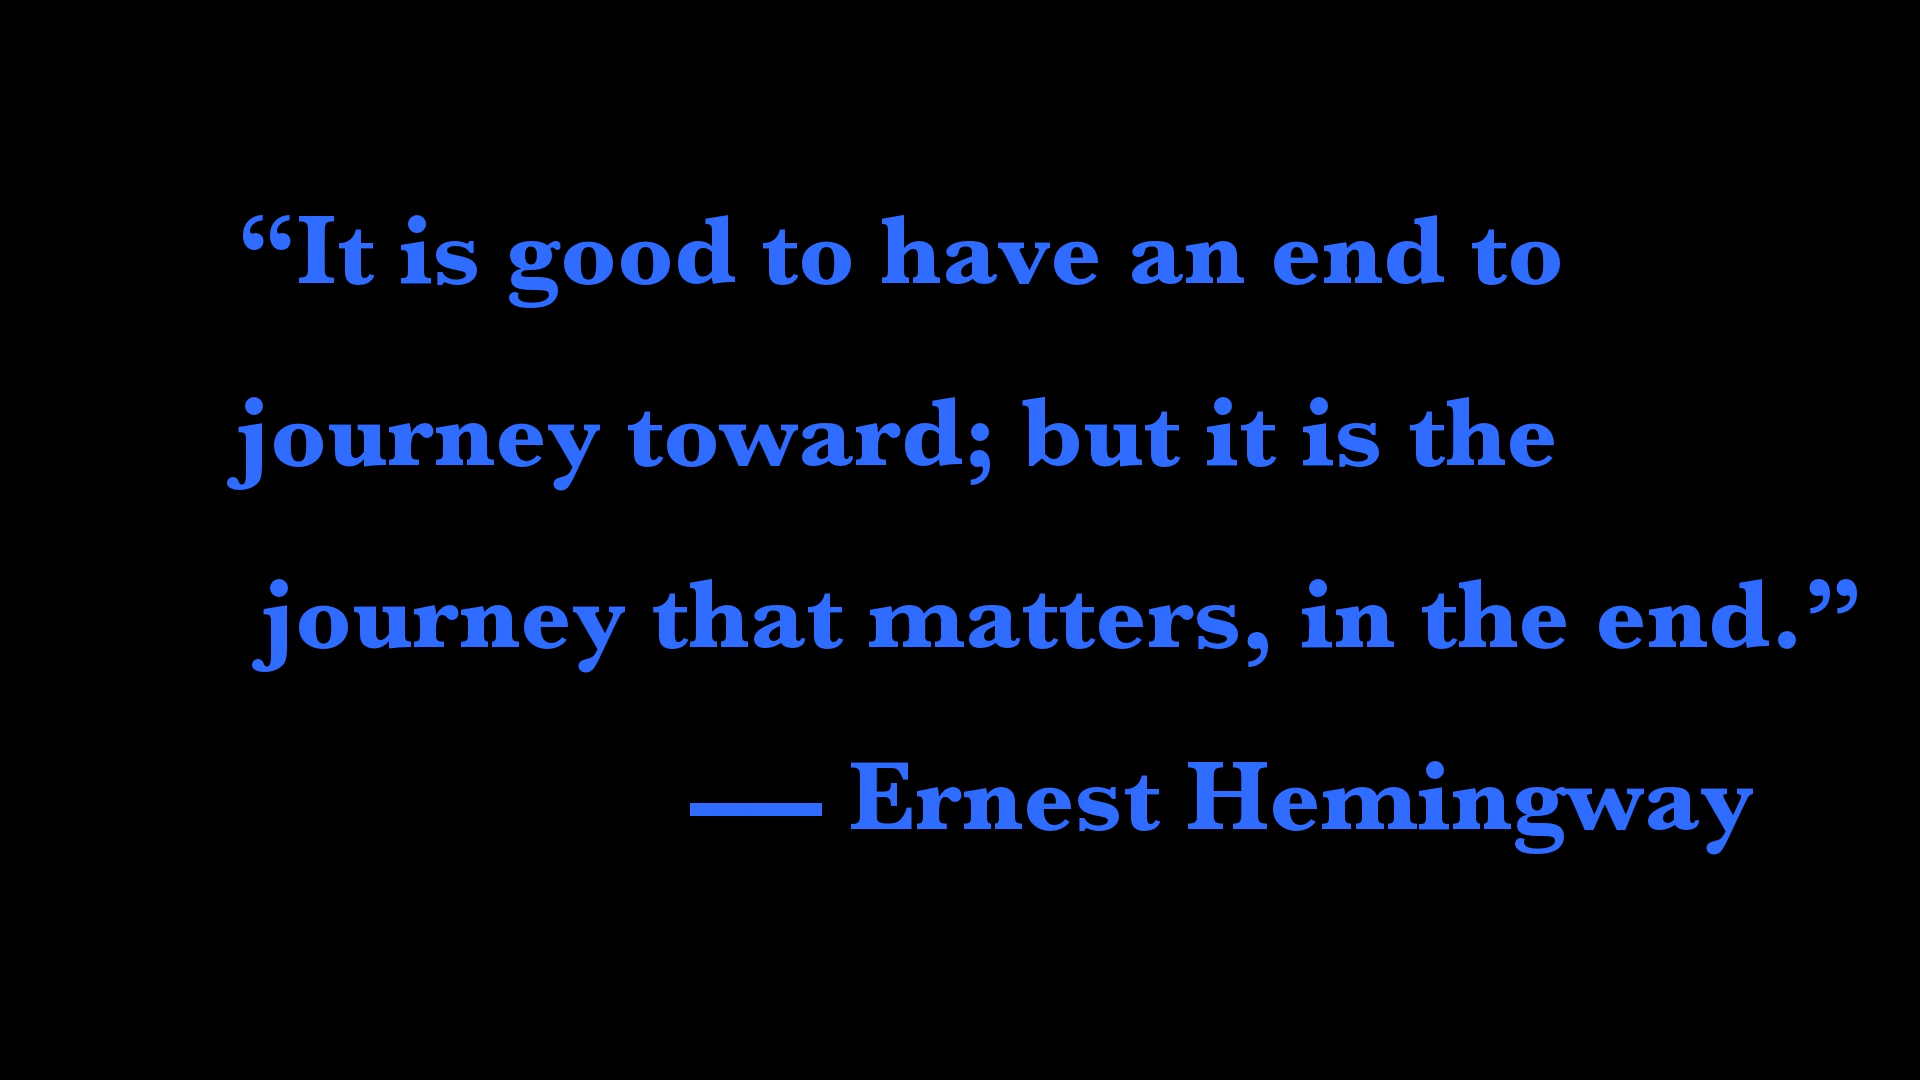 “It is good to have an end to
journey toward; but it is the
journey that matters, in the end.”
— Ernest Hemingway